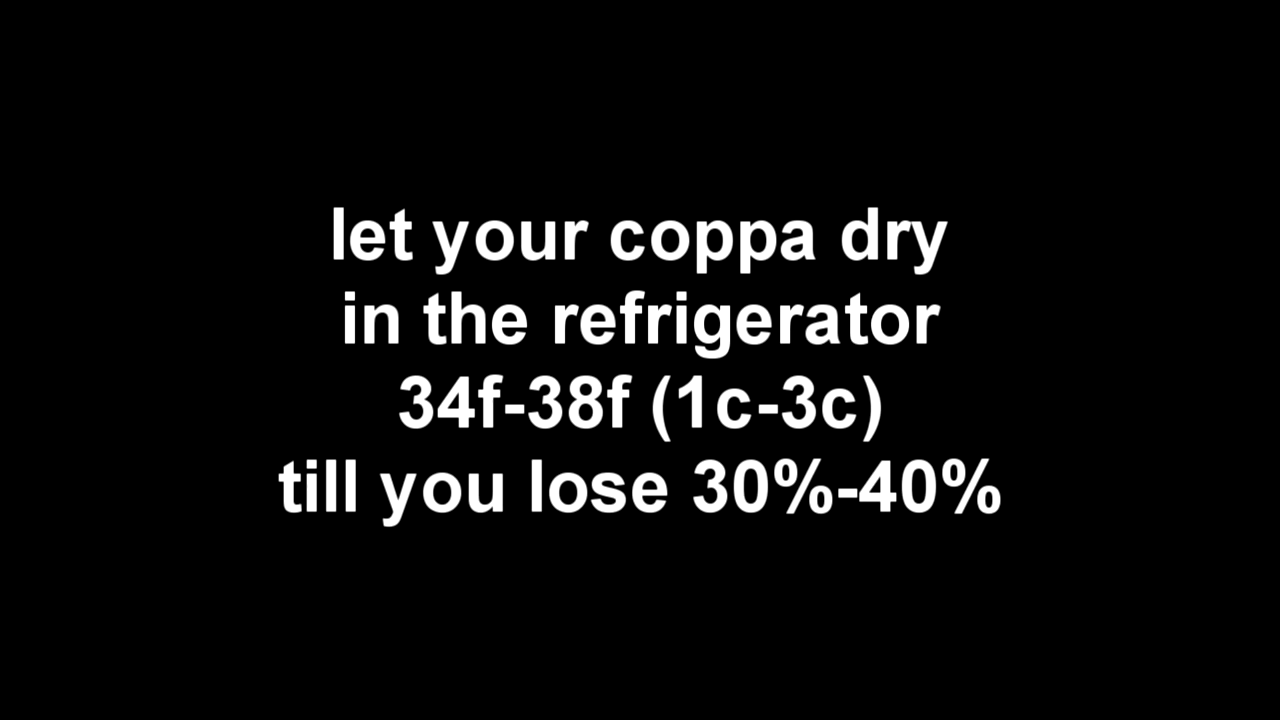 let your coppa dry
in the refrigerator
34f-38f (1c-3c)
till you lose 30%-40%